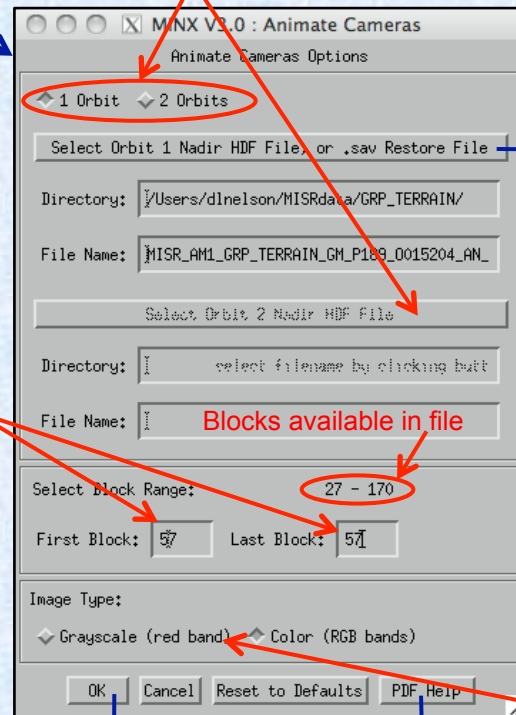 MINX V3.0 : Animate Cameras
Animate Cameras Options
1 Orbit 2 Orbits
Select Orbit 1 Nadir HDF File, or .sav Restore File
Directory: /Users/dlnelson/MISRdata/GRP_TERRAIN/
File Name: MISR_AM1_GRP_TERRAIN_GM_P189_O015204_AN_
Select Orbit 2 Nadir HDF File
Directory: select filename by clicking butt
File Name:
Blocks available in file
Select Block Range: 27 - 170
First Block: 57 Last Block: 57
Image Type:
Grayscale (red band) Color (RGB bands)
OK Cancel Reset to Defaults PDF Help